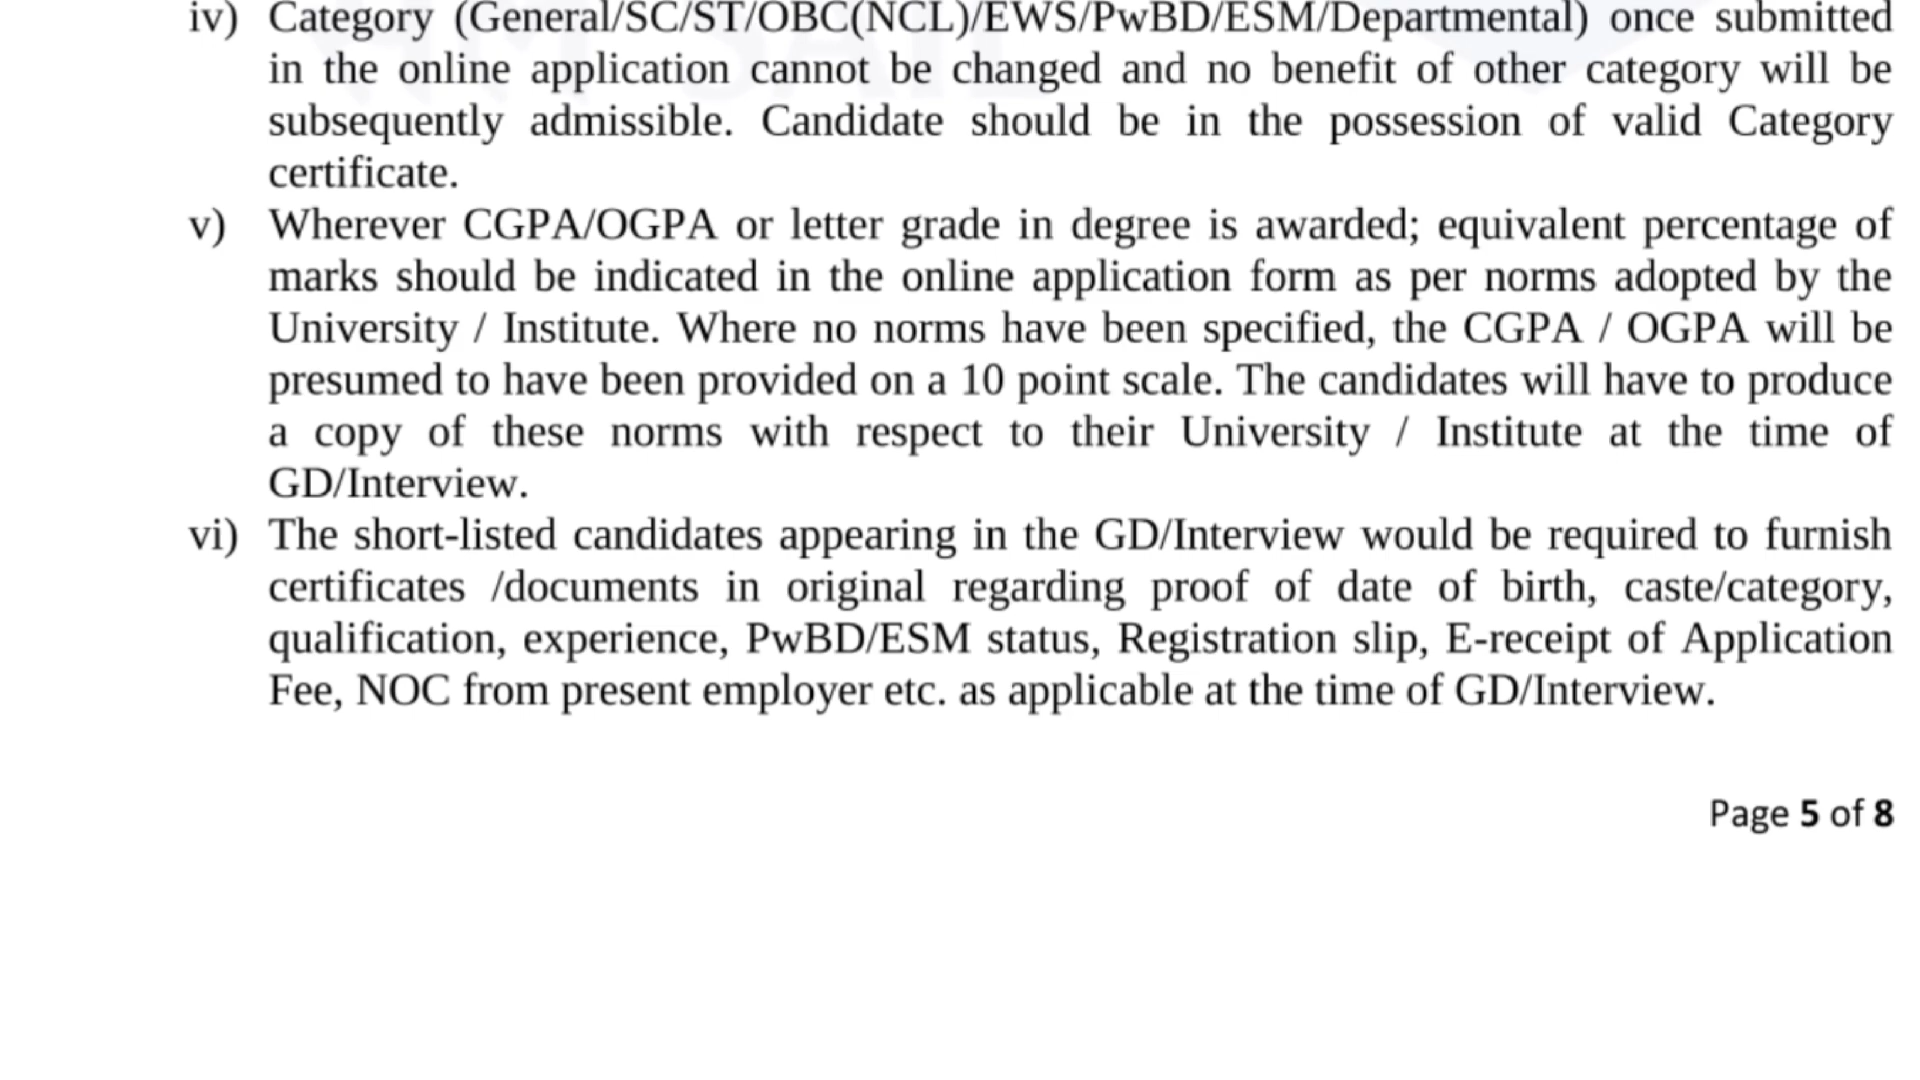 iv) Category (General/SC/ST/OBC(NCL)/EWS/PwBD/ESM/Departmental) once submitted
in the online application cannot be changed and no benefit of other category will be
subsequently admissible. Candidate should be in the possession of valid Category
certificate.
v) Wherever CGPA/OGPA or letter grade in degree is awarded; equivalent percentage of
marks should be indicated in the online application form as per norms adopted by the
University / Institute. Where no norms have been specified, the CGPA / OGPA will be
presumed to have been provided on a 10 point scale. The candidates will have to produce
a copy of these norms with respect to their University / Institute at the time of
GD/Interview.
vi) The short-listed candidates appearing in the GD/Interview would be required to furnish
certificates /documents in original regarding proof of date of birth, caste/category,
qualification, experience, PwBD/ESM status, Registration slip, E-receipt of Application
Fee, NOC from present employer etc. as applicable at the time of GD/Interview.
Page 5 of 8